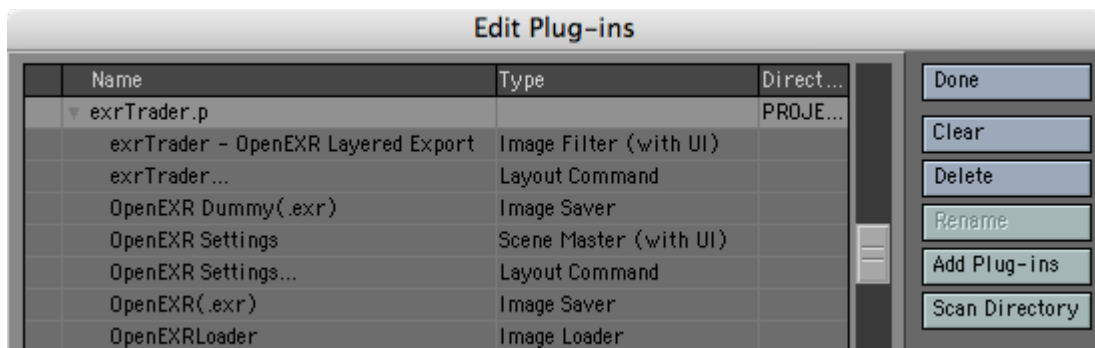 Edit Plug-ins
Name Type Direct... Done
exrTrader.p PROJE...
Clear
exrTrader - OpenEXR Layered Export Image Filter (with UI)
exrTrader... Layout Command Delete
OpenEXR Dummy(.exr) Image Saver
Rename
OpenEXR Settings Scene Master (with UI)
OpenEXR Settings... Layout Command Add Plug-ins
OpenEXR(.exr) Image Saver Scan Directory
OpenEXRLoader Image Loader